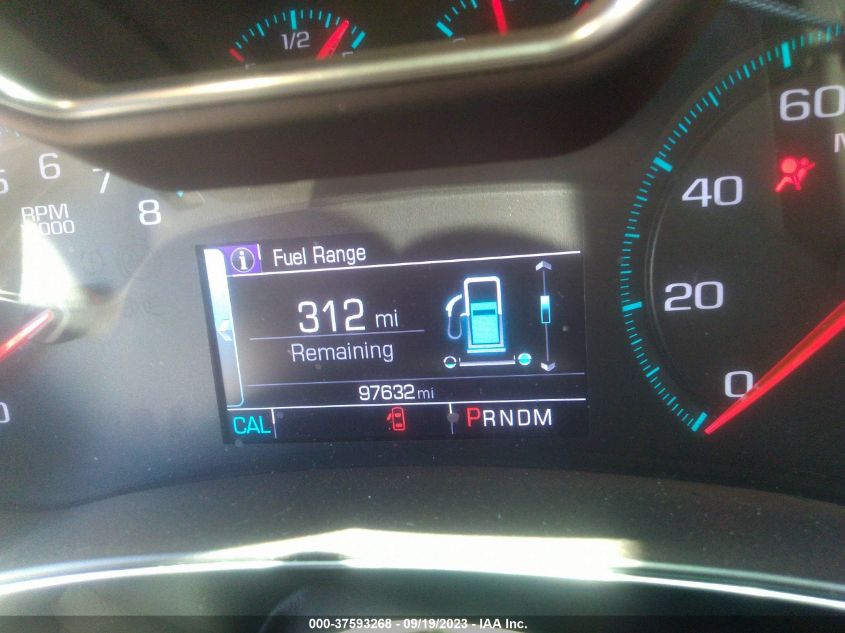 1/2
60
40
20
0
6
7
8
RPM
Fuel Range
312 mi
Remaining
97632 mi
CAL
PRNDM
000-37593268 - 09/19/2023 - IAA Inc.